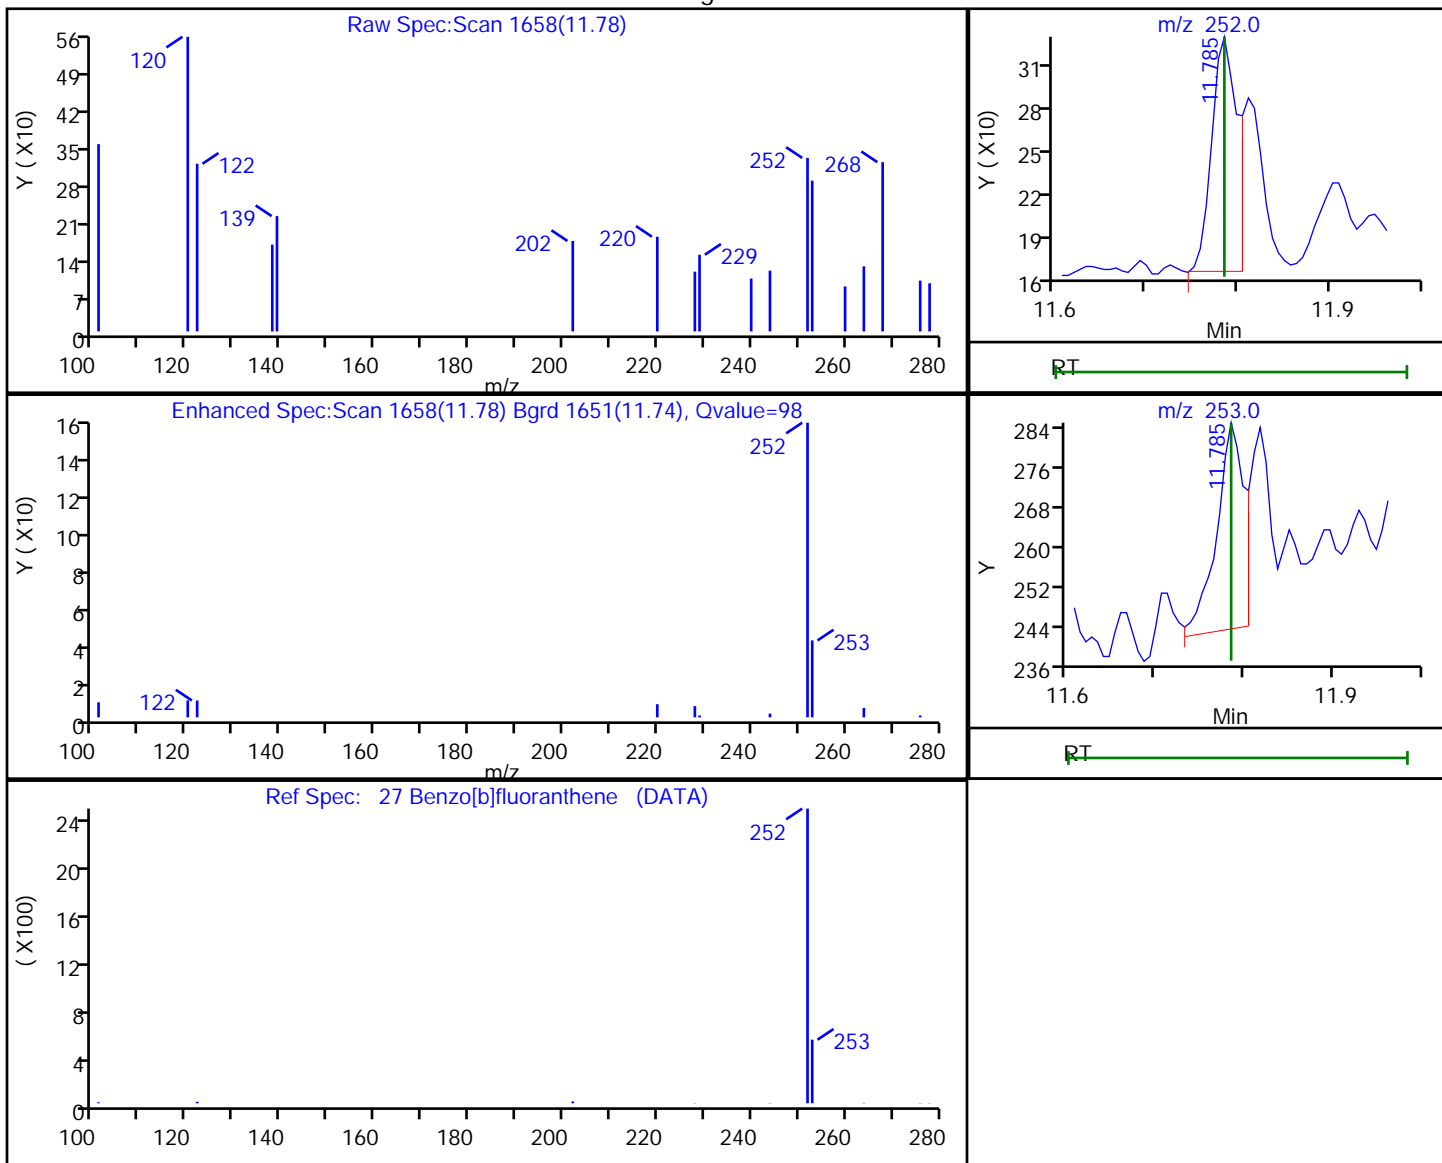 Raw Spec:Scan 1658(11.78)
Y ( X10)
56
49
42
35
28
21
14
7
0
120
122
139
202
220
229
252
268
100 120 140 160 180 200 220 240 260 280
m/z
m/z 252.0
Y ( X10)
31
28
25
22
19
16
11.785
11.6 11.9
Min
RT
Enhanced Spec:Scan 1658(11.78) Bgrd 1651(11.74), Qvalue=98
Y ( X10)
16
14
12
10
8
6
4
2
0
122
252
253
100 120 140 160 180 200 220 240 260 280
m/z
m/z 253.0
Y
284
276
268
260
252
244
236
11.785
11.6 11.9
Min
RT
Ref Spec: 27 Benzo[b]fluoranthene (DATA)
( X100)
24
20
16
12
8
4
0
252
253
100 120 140 160 180 200 220 240 260 280